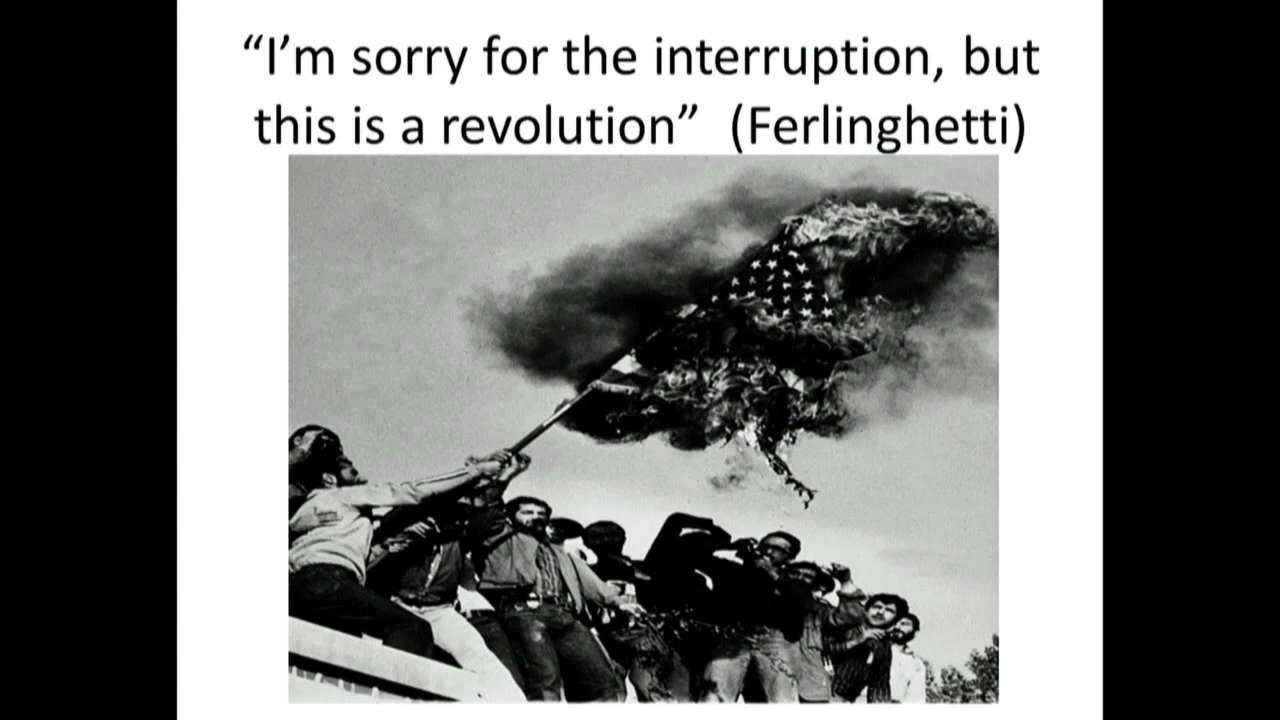 “I’m sorry for the interruption, but
this is a revolution” (Ferlinghetti)